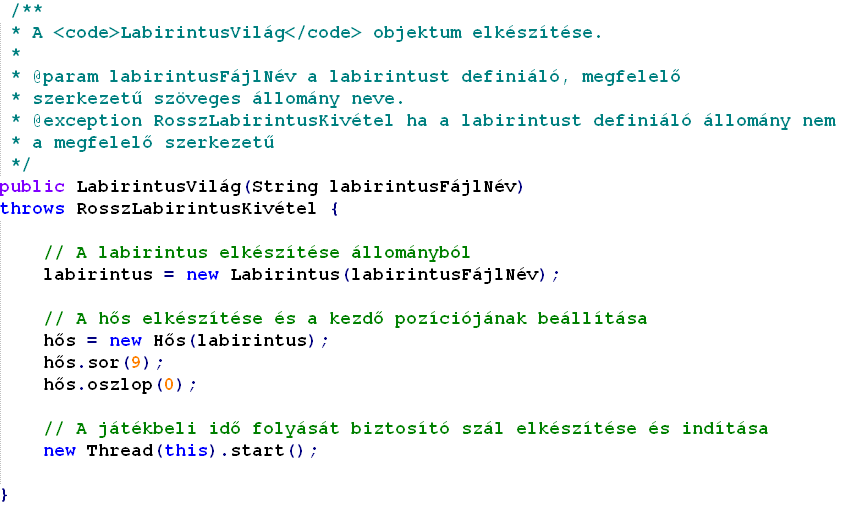 /**
* A <code>LabirintusVilág</code> objektum elkészítése.
*
* @param labirintusFájlNév a labirintust definiáló, megfelelő
* szerkezetű szöveges állomány neve.
* @exception RosszLabirintusKivétel ha a labirintust definiáló állomány nem
* a megfelelő szerkezetű
*/
public LabirintusVilág(String labirintusFájlNév)
throws RosszLabirintusKivétel {
// A labirintus elkészítése állományból
labirintus = new Labirintus(labirintusFájlNév);
// A hős elkészítése és a kezdő pozíciójának beállítása
hős = new Hős(labirintus);
hős.sor(9);
hős.oszlop(0);
// A játékbeli idő folyását biztosító szál elkészítése és indítása
new Thread(this).start();
}